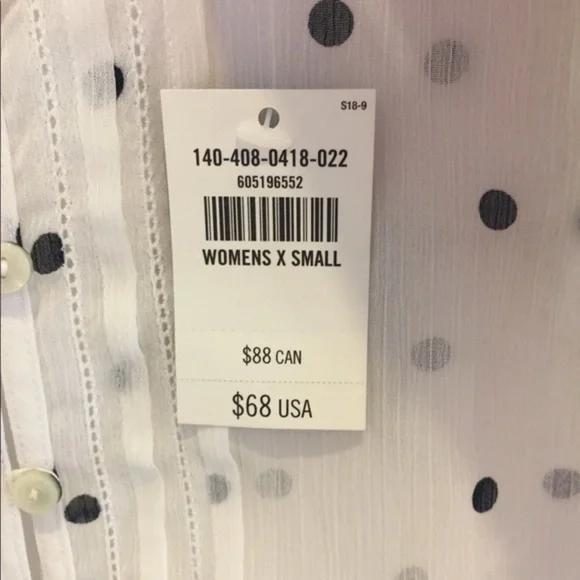 S18-9
140-408-0418-022
605196552
WOMENS X SMALL
$88 CAN
$68 USA